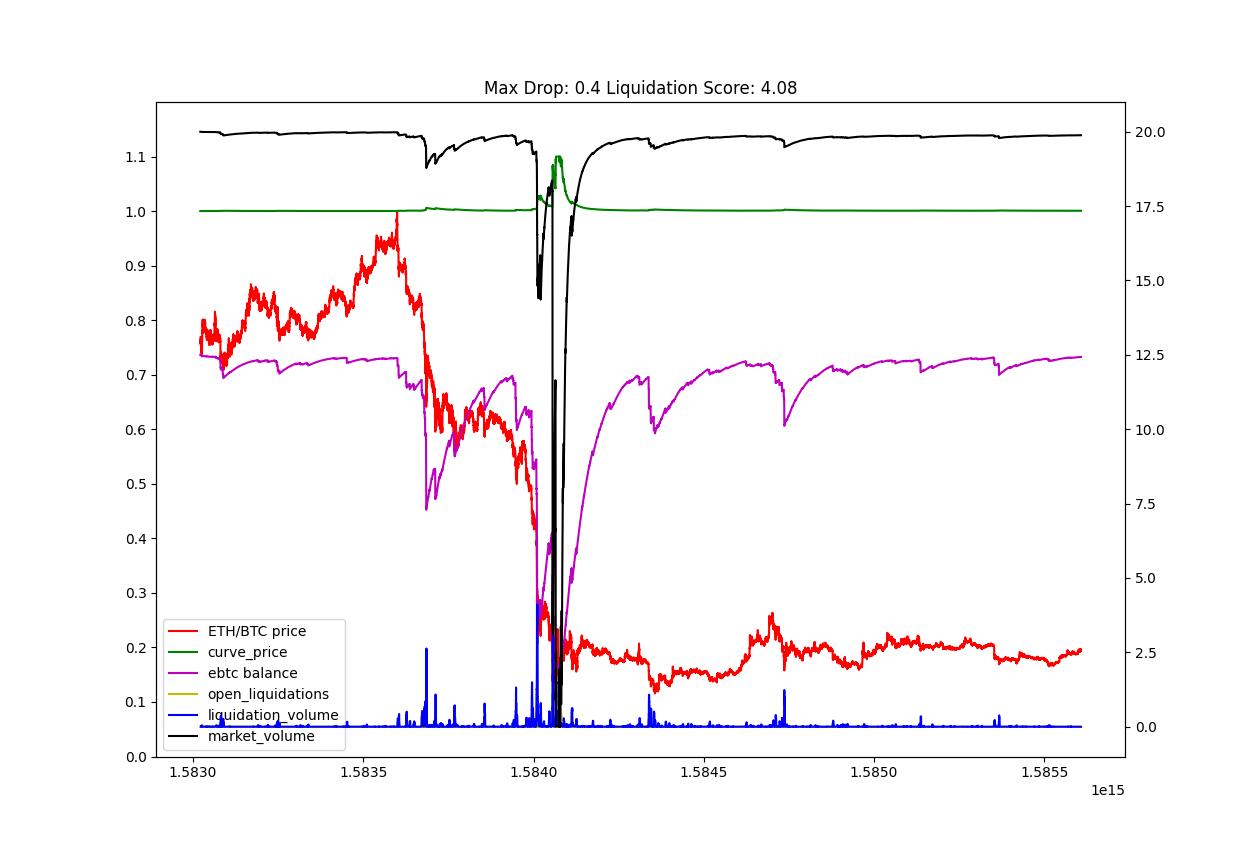 Max Drop: 0.4 Liquidation Score: 4.08
1.1
1.0
0.9
0.8
0.7
0.6
0.5
0.4
0.3
0.2
0.1
0.0
20.0
17.5
15.0
12.5
10.0
7.5
5.0
2.5
0.0
ETH/BTC price
curve_price
ebtc balance
open_liquidations
liquidation_volume
market_volume
1.5830 1.5835 1.5840 1.5845 1.5850 1.5855
1e15